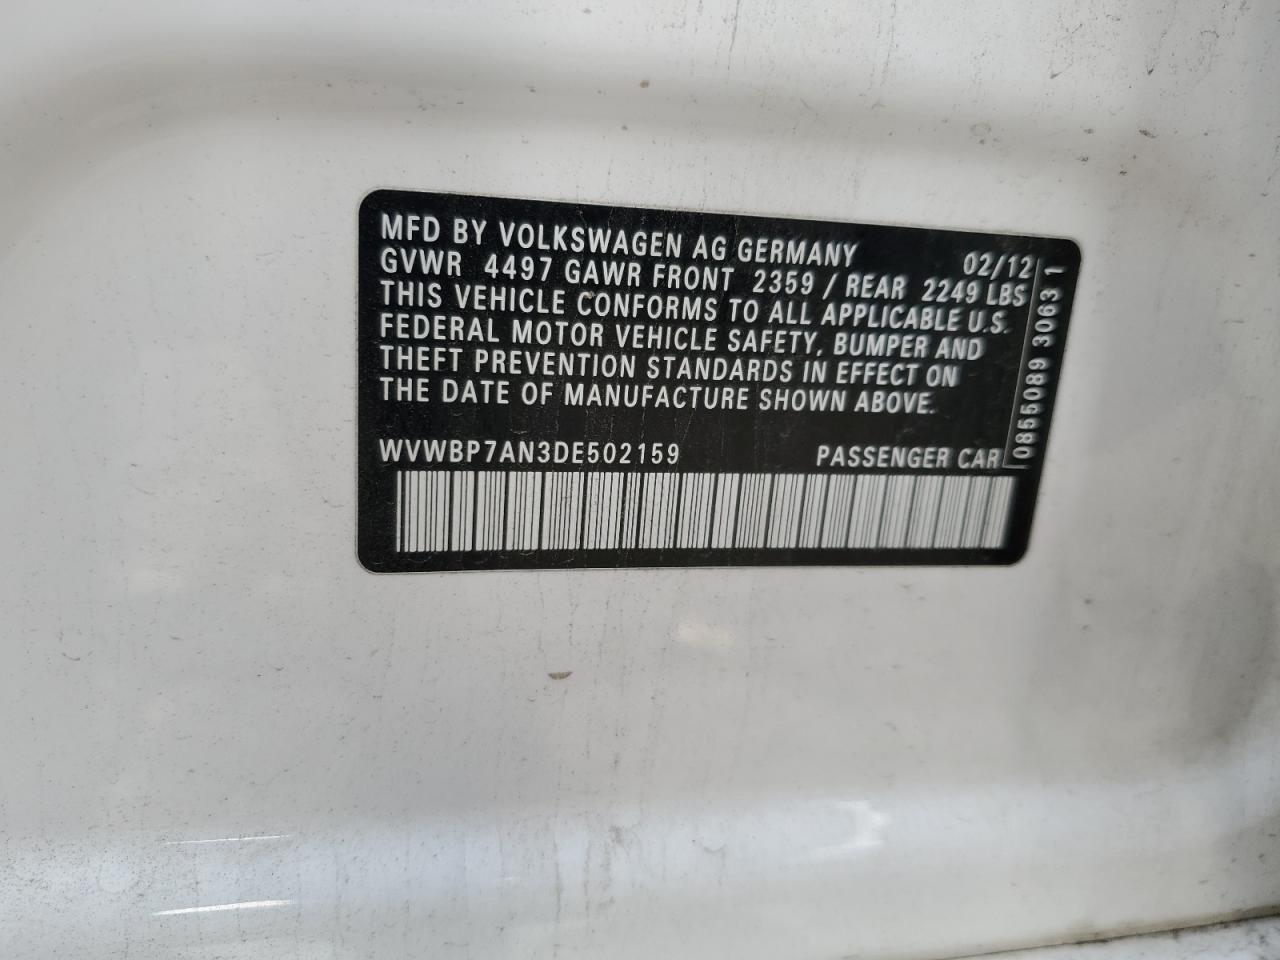 MFD BY VOLKSWAGEN AG GERMANY 02/12
GVWR 4497 GAWR FRONT 2359 / REAR 2249 LBS
THIS VEHICLE CONFORMS TO ALL APPLICABLE U.S.
FEDERAL MOTOR VEHICLE SAFETY, BUMPER AND
THEFT PREVENTION STANDARDS IN EFFECT ON
THE DATE OF MANUFACTURE SHOWN ABOVE.
WVWBP7AN3DE502159 PASSENGER CAR
0855089 3063 1